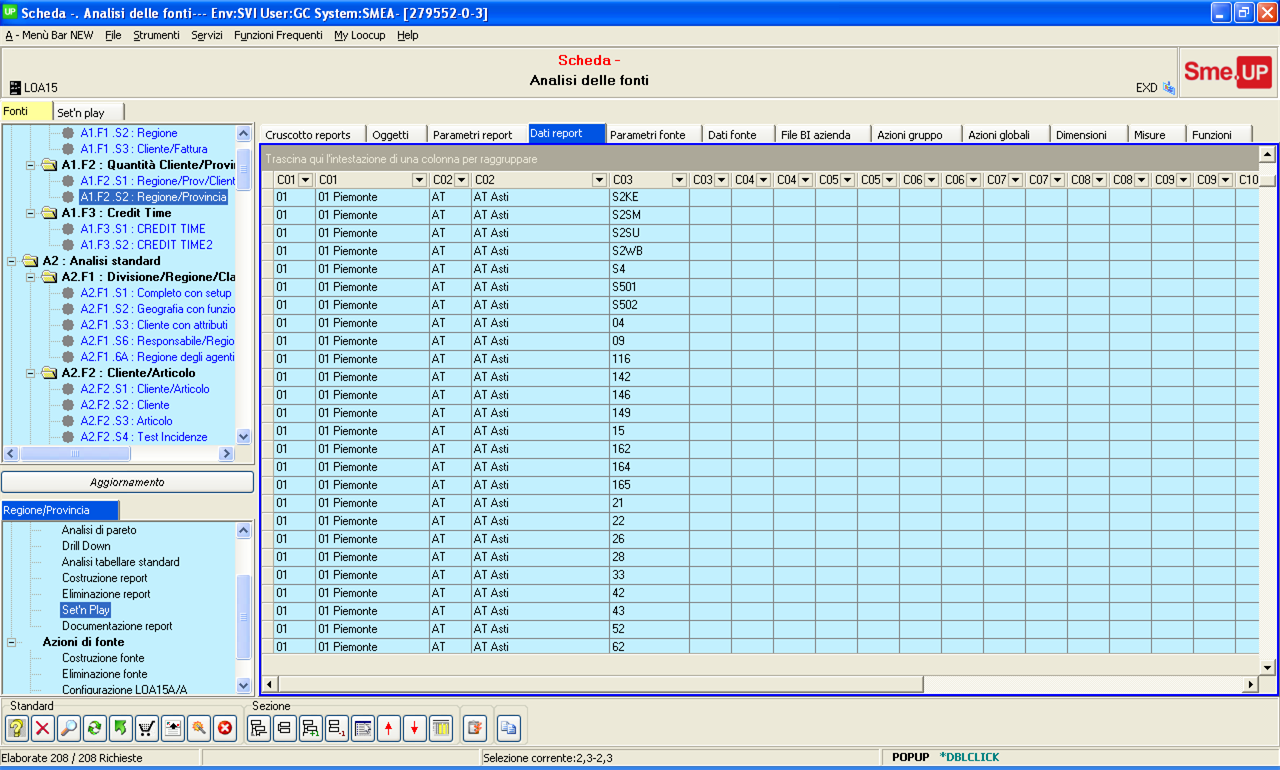 UP Scheda -. Analisi delle fonti--- Env:SVI User:GC System:SMEA- [279552-0-3]
A - Menù Bar NEW File Strumenti Servizi Funzioni Frequenti My Loocup Help
Scheda -
Analisi delle fonti
LOA15
EXD
Sme.UP
Fonti Set'n play
A1.F1 .S2 : Regione
A1.F1 .S3 : Cliente/Fattura
A1.F2 : Quantità Cliente/Provi
A1.F2 .S1 : Regione/Prov/Client
A1.F2 .S2 : Regione/Provincia
A1.F3 : Credit Time
A1.F3 .S1 : CREDIT TIME
A1.F3 .S2 : CREDIT TIME2
A2 : Analisi standard
A2.F1 : Divisione/Regione/Cla
A2.F1 .S1 : Completo con setup
A2.F1 .S2 : Geografia con funzio
A2.F1 .S3 : Cliente con attributi
A2.F1 .S6 : Responsabile/Regio
A2.F1 .6A : Regione degli agenti
A2.F2 : Cliente/Articolo
A2.F2 .S1 : Cliente/Articolo
A2.F2 .S2 : Cliente
A2.F2 .S3 : Articolo
A2.F2 .S4 : Test Incidenze
Aggiornamento
Regione/Provincia
Analisi di pareto
Drill Down
Analisi tabellare standard
Costruzione report
Eliminazione report
Set'n Play
Documentazione report
Azioni di fonte
Costruzione fonte
Eliminazione fonte
Configurazione LOA15A/A
Cruscotto reports Oggetti Parametri report Dati report Parametri fonte Dati fonte File BI azienda Azioni gruppo Azioni globali Dimensioni Misure Funzioni
Trascina qui l'intestazione di una colonna per raggruppare
C01 C01 C02 C02 C03 C03 C04 C04 C05 C05 C06 C06 C07 C07 C08 C08 C09 C09 C10
01 01 Piemonte AT AT Asti S2KE
01 01 Piemonte AT AT Asti S2SM
01 01 Piemonte AT AT Asti S2SU
01 01 Piemonte AT AT Asti S2WB
01 01 Piemonte AT AT Asti S4
01 01 Piemonte AT AT Asti S501
01 01 Piemonte AT AT Asti S502
01 01 Piemonte AT AT Asti 04
01 01 Piemonte AT AT Asti 09
01 01 Piemonte AT AT Asti 116
01 01 Piemonte AT AT Asti 142
01 01 Piemonte AT AT Asti 146
01 01 Piemonte AT AT Asti 149
01 01 Piemonte AT AT Asti 15
01 01 Piemonte AT AT Asti 162
01 01 Piemonte AT AT Asti 164
01 01 Piemonte AT AT Asti 165
01 01 Piemonte AT AT Asti 21
01 01 Piemonte AT AT Asti 22
01 01 Piemonte AT AT Asti 26
01 01 Piemonte AT AT Asti 28
01 01 Piemonte AT AT Asti 33
01 01 Piemonte AT AT Asti 42
01 01 Piemonte AT AT Asti 43
01 01 Piemonte AT AT Asti 52
01 01 Piemonte AT AT Asti 62
Standard Sezione
Elaborate 208 / 208 Richieste
Selezione corrente:2,3-2,3
POPUP *DBLCLICK